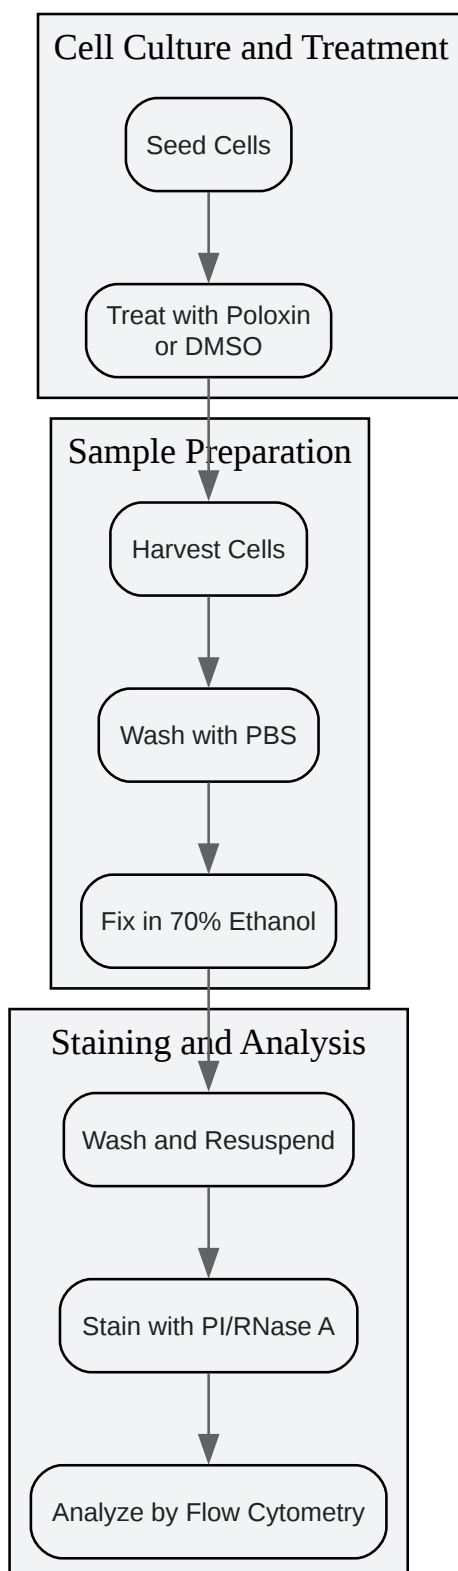 Cell Culture and Treatment
Seed Cells
Treat with Poloxin
or DMSO
Sample Preparation
Harvest Cells
Wash with PBS
Fix in 70% Ethanol
Staining and Analysis
Wash and Resuspend
Stain with PI/RNase A
Analyze by Flow Cytometry